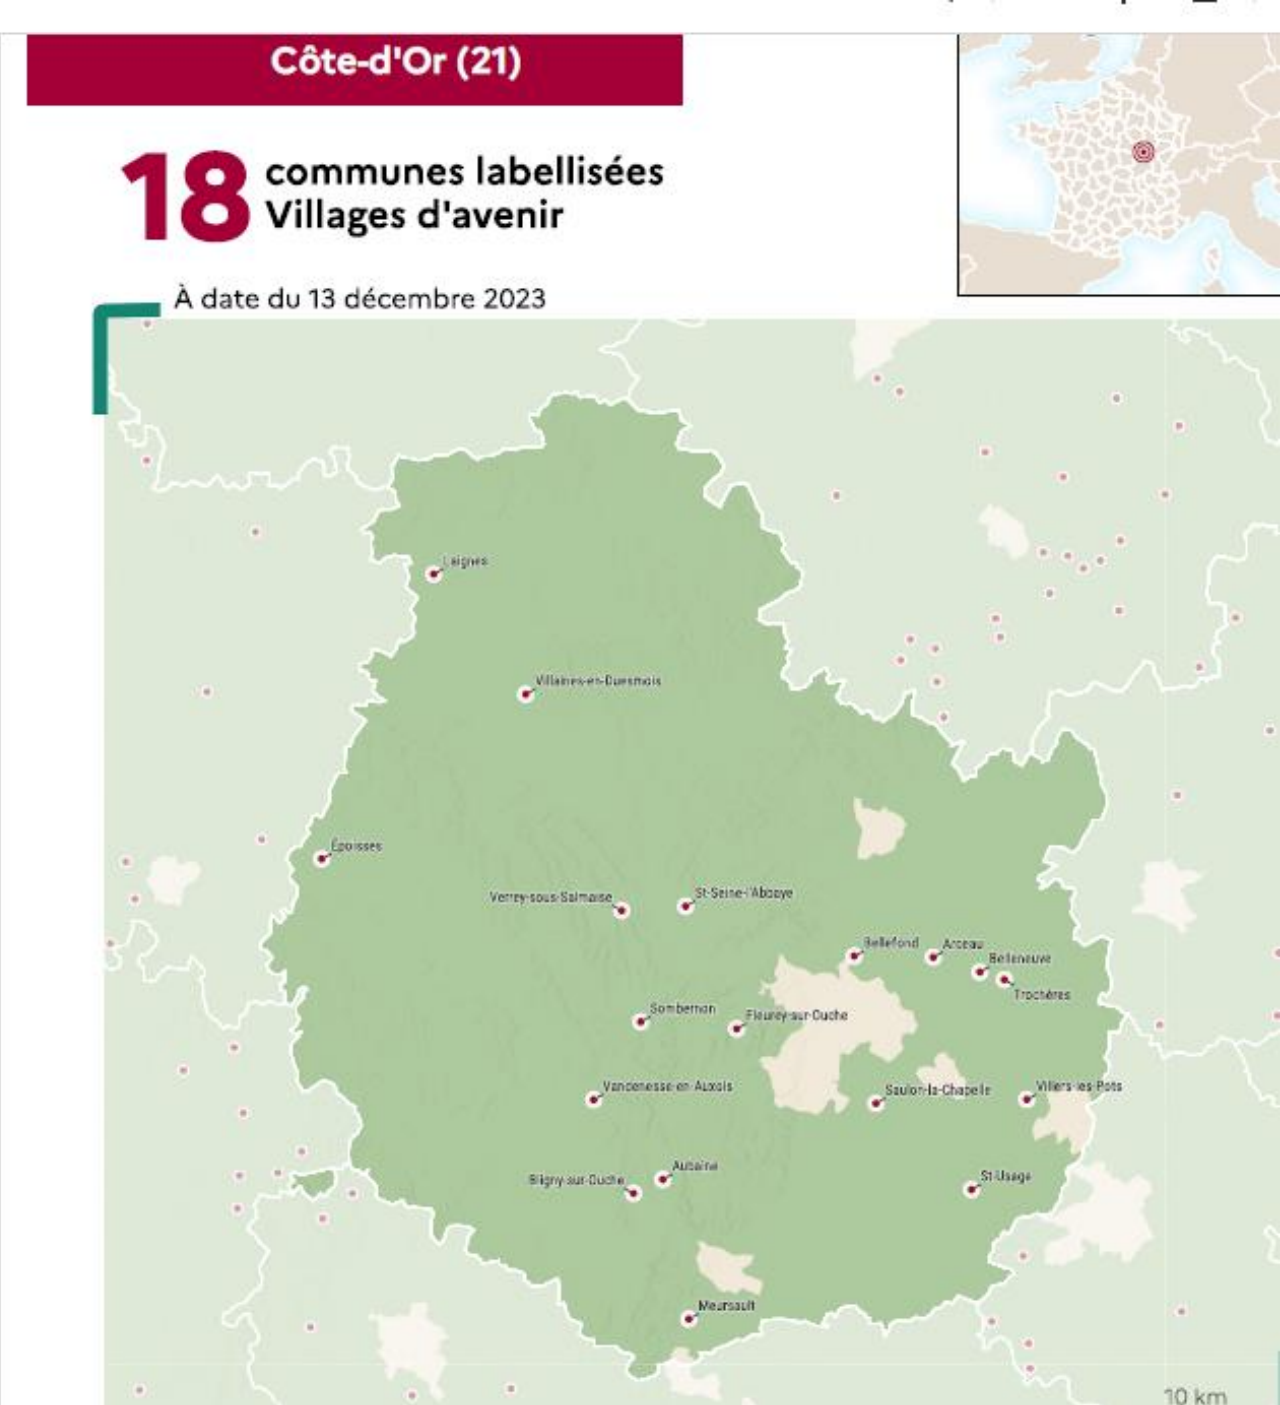 Côte-d'Or (21)
18
communes labellisées
Villages d'avenir
À date du 13 décembre 2023
Laignes
Villaines-en-Duesmois
Époisses
Verrey-sous-Salmaise
St-Seine-l'Abbaye
Bellefond
Arceau
Belleneuve
Trochères
Sombernon
Fleurey-sur-Ouche
Vandenesse-en-Auxois
Saulon-la-Chapelle
Villers-les-Pots
Aubaine
Bligny-sur-Ouche
St-Usage
Meursault
10 km